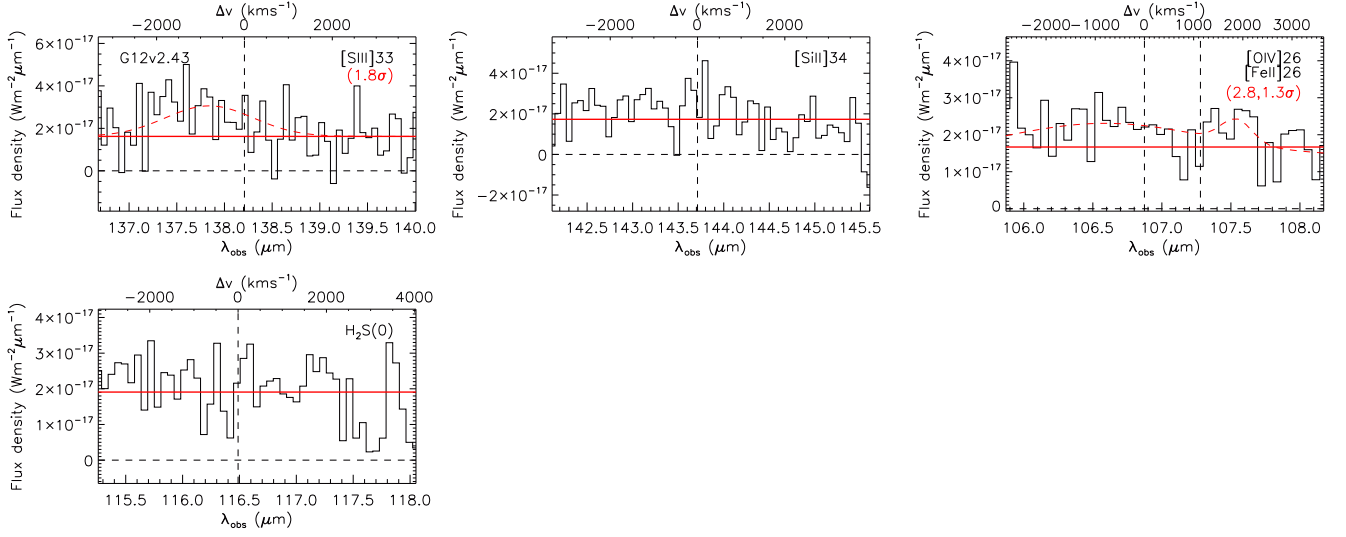 Δv (kms⁻¹)
−2000 0 2000
6×10⁻¹⁷
4×10⁻¹⁷
2×10⁻¹⁷
0
Flux density (Wm⁻²μm⁻¹)
G12v2.43
[SIII]33
(1.8σ)
137.0 137.5 138.0 138.5 139.0 139.5 140.0
λobs (μm)
Δv (kms⁻¹)
−2000 0 2000
4×10⁻¹⁷
2×10⁻¹⁷
0
−2×10⁻¹⁷
Flux density (Wm⁻²μm⁻¹)
[SiII]34
142.5 143.0 143.5 144.0 144.5 145.0 145.5
λobs (μm)
Δv (kms⁻¹)
−2000 −1000 0 1000 2000 3000
4×10⁻¹⁷
3×10⁻¹⁷
2×10⁻¹⁷
1×10⁻¹⁷
0
Flux density (Wm⁻²μm⁻¹)
[OIV]26
[FeII]26
(2.8,1.3σ)
106.0 106.5 107.0 107.5 108.0
λobs (μm)
Δv (kms⁻¹)
−2000 0 2000 4000
4×10⁻¹⁷
3×10⁻¹⁷
2×10⁻¹⁷
1×10⁻¹⁷
0
Flux density (Wm⁻²μm⁻¹)
H₂S(0)
115.5 116.0 116.5 117.0 117.5 118.0
λobs (μm)